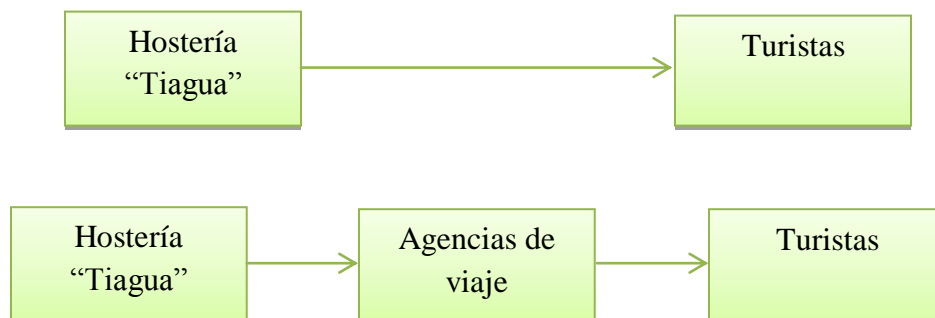 Hostería
“Tiagua”
Turistas
Hostería
“Tiagua”
Agencias de
viaje
Turistas